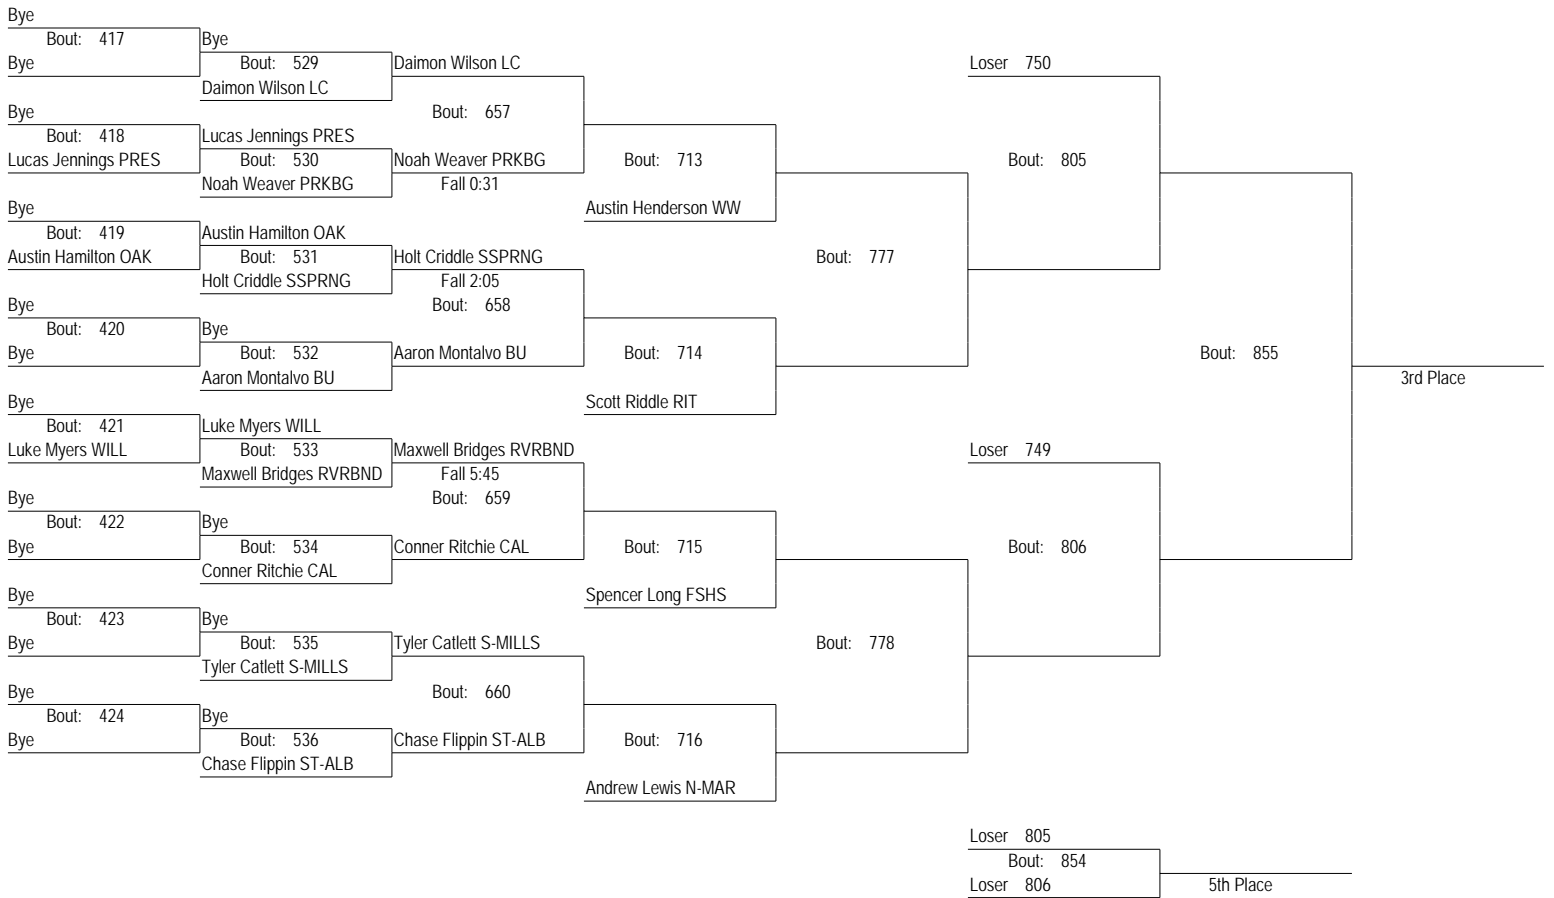 Bye
Bout: 417 Bye
Bye Bout: 529 Daimon Wilson LC Loser 750
Daimon Wilson LC
Bye Bout: 657
Bout: 418 Lucas Jennings PRES
Lucas Jennings PRES Bout: 530 Noah Weaver PRKBG Bout: 713 Bout: 805
Noah Weaver PRKBG Fall 0:31
Bye Austin Henderson WW
Bout: 419 Austin Hamilton OAK
Austin Hamilton OAK Bout: 531 Holt Criddle SSPRNG Bout: 777
Holt Criddle SSPRNG Fall 2:05
Bye Bout: 658
Bout: 420 Bye
Bye Bout: 532 Aaron Montalvo BU Bout: 714 Bout: 855
Aaron Montalvo BU 3rd Place
Bye Scott Riddle RIT
Bout: 421 Luke Myers WILL
Luke Myers WILL Bout: 533 Maxwell Bridges RVRBND Loser 749
Maxwell Bridges RVRBND Fall 5:45
Bye Bout: 659
Bout: 422 Bye
Bye Bout: 534 Conner Ritchie CAL Bout: 715 Bout: 806
Conner Ritchie CAL
Bye Spencer Long FSHS
Bout: 423 Bye
Bye Bout: 535 Tyler Catlett S-MILLS Bout: 778
Tyler Catlett S-MILLS
Bye Bout: 660
Bout: 424 Bye
Bye Bout: 536 Chase Flippin ST-ALB Bout: 716
Chase Flippin ST-ALB
Andrew Lewis N-MAR
Loser 805
Bout: 854
Loser 806 5th Place